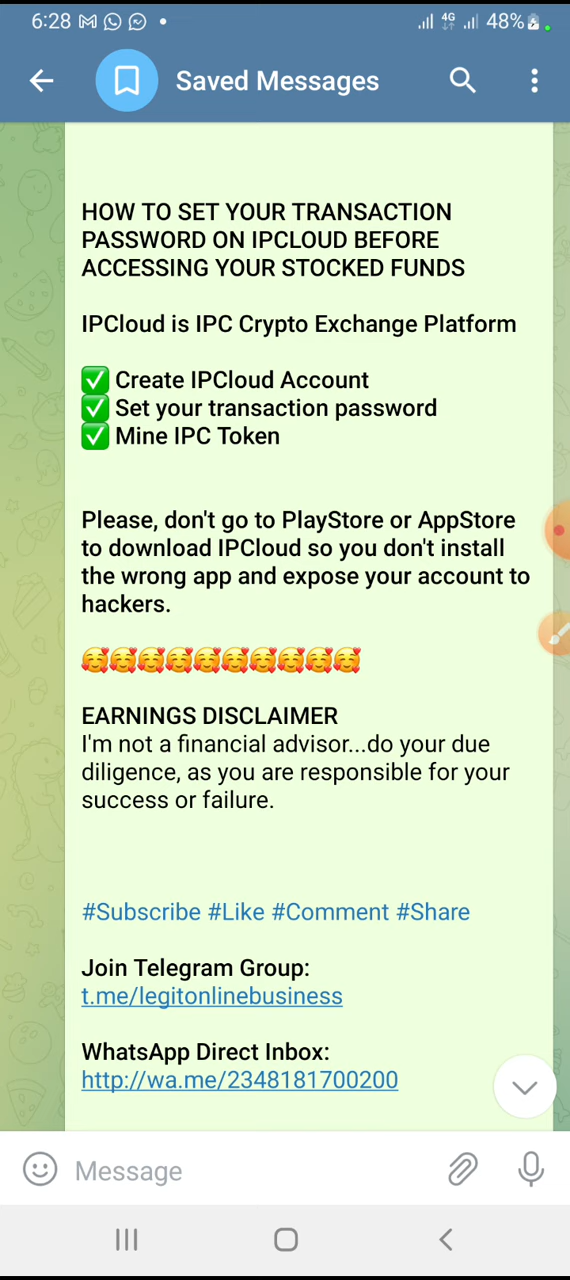 6:28
4G
48%
Saved Messages
HOW TO SET YOUR TRANSACTION
PASSWORD ON IPCLOUD BEFORE
ACCESSING YOUR STOCKED FUNDS
IPCloud is IPC Crypto Exchange Platform
✅ Create IPCloud Account
✅ Set your transaction password
✅ Mine IPC Token
Please, don't go to PlayStore or AppStore
to download IPCloud so you don't install
the wrong app and expose your account to
hackers.
🥰🥰🥰🥰🥰🥰🥰🥰🥰🥰
EARNINGS DISCLAIMER
I'm not a financial advisor...do your due
diligence, as you are responsible for your
success or failure.
#Subscribe #Like #Comment #Share
Join Telegram Group:
t.me/legitonlinebusiness
WhatsApp Direct Inbox:
http://wa.me/2348181700200
Message